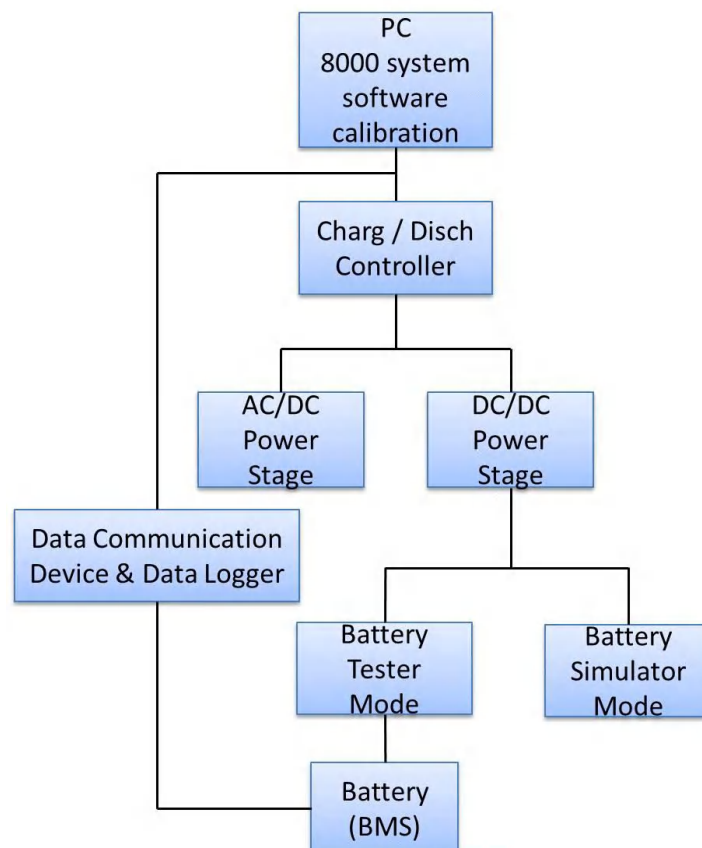 PC
8000 system
software
calibration
Charg / Disch
Controller
AC/DC
Power
Stage
DC/DC
Power
Stage
Data Communication
Device & Data Logger
Battery
Tester
Mode
Battery
Simulator
Mode
Battery
(BMS)